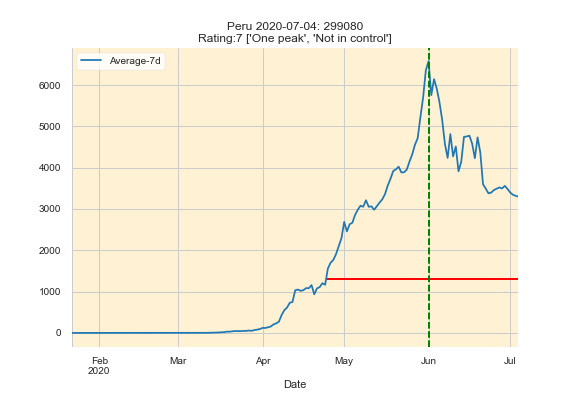 Peru 2020-07-04: 299080
Rating:7 ['One peak', 'Not in control']
Average-7d
6000
5000
4000
3000
2000
1000
0
Feb
2020
Mar
Apr
May
Jun
Jul
Date